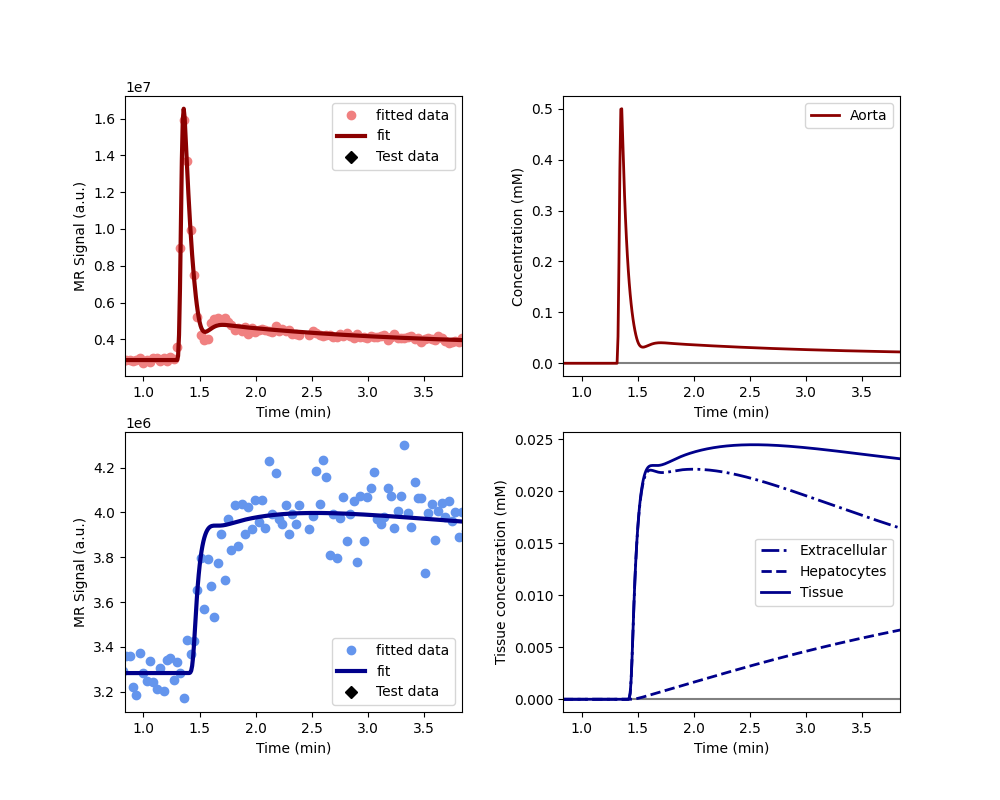 1e7
MR Signal (a.u.)
1.6
1.4
1.2
1.0
0.8
0.6
0.4
fitted data
fit
Test data
1.0 1.5 2.0 2.5 3.0 3.5
Time (min)
Concentration (mM)
0.5
0.4
0.3
0.2
0.1
0.0
Aorta
1.0 1.5 2.0 2.5 3.0 3.5
Time (min)
1e6
MR Signal (a.u.)
4.2
4.0
3.8
3.6
3.4
3.2
fitted data
fit
Test data
1.0 1.5 2.0 2.5 3.0 3.5
Time (min)
Tissue concentration (mM)
0.025
0.020
0.015
0.010
0.005
0.000
Extracellular
Hepatocytes
Tissue
1.0 1.5 2.0 2.5 3.0 3.5
Time (min)